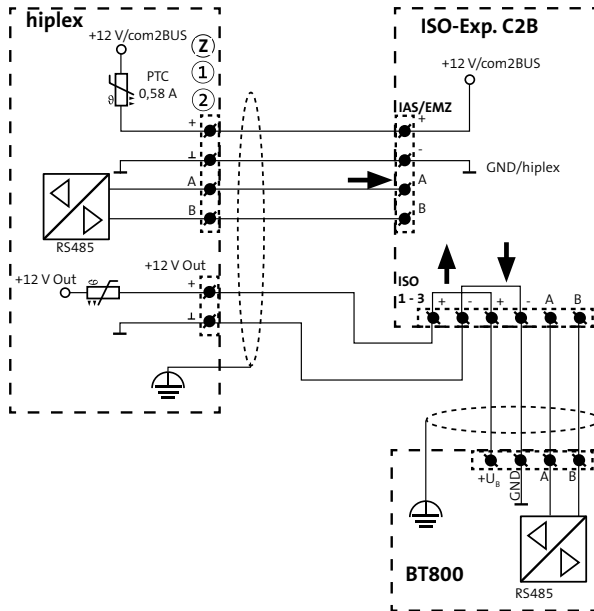 hiplex
+12 V/com2BUS
Z
1
2
PTC
0,58 A
ϑ
+
⊥
A
B
RS485
+12 V Out
ϑ
+12 V Out
+
⊥
ISO-Exp. C2B
+12 V/com2BUS
IAS/EMZ
+
-
GND/hiplex
A
B
ISO
1 - 3
+ - + - A B
+UB GND A B
BT800
RS485